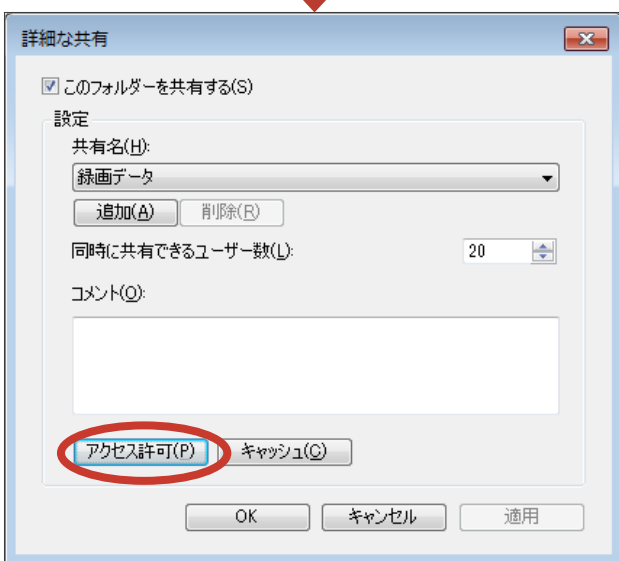 詳細な共有
このフォルダーを共有する(S)
設定
共有名(H):
録画データ
追加(A) 削除(R)
同時に共有できるユーザー数(L): 20
コメント(O):
アクセス許可(P) キャッシュ(C)
OK キャンセル 適用